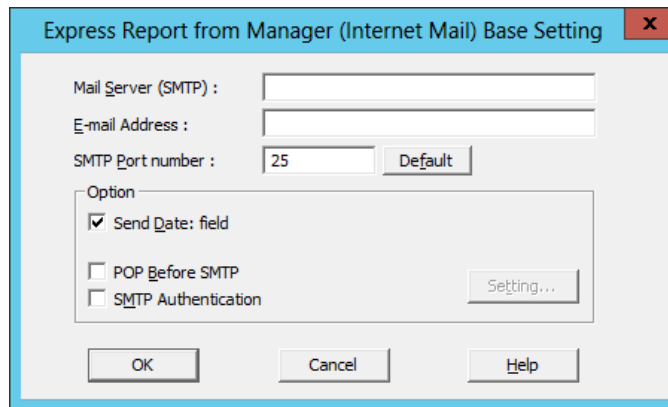 Express Report from Manager (Internet Mail) Base Setting x
Mail Server (SMTP) :
E-mail Address :
SMTP Port number : 25 Default
Option
Send Date: field
POP Before SMTP
Setting...
SMTP Authentication
OK Cancel Help